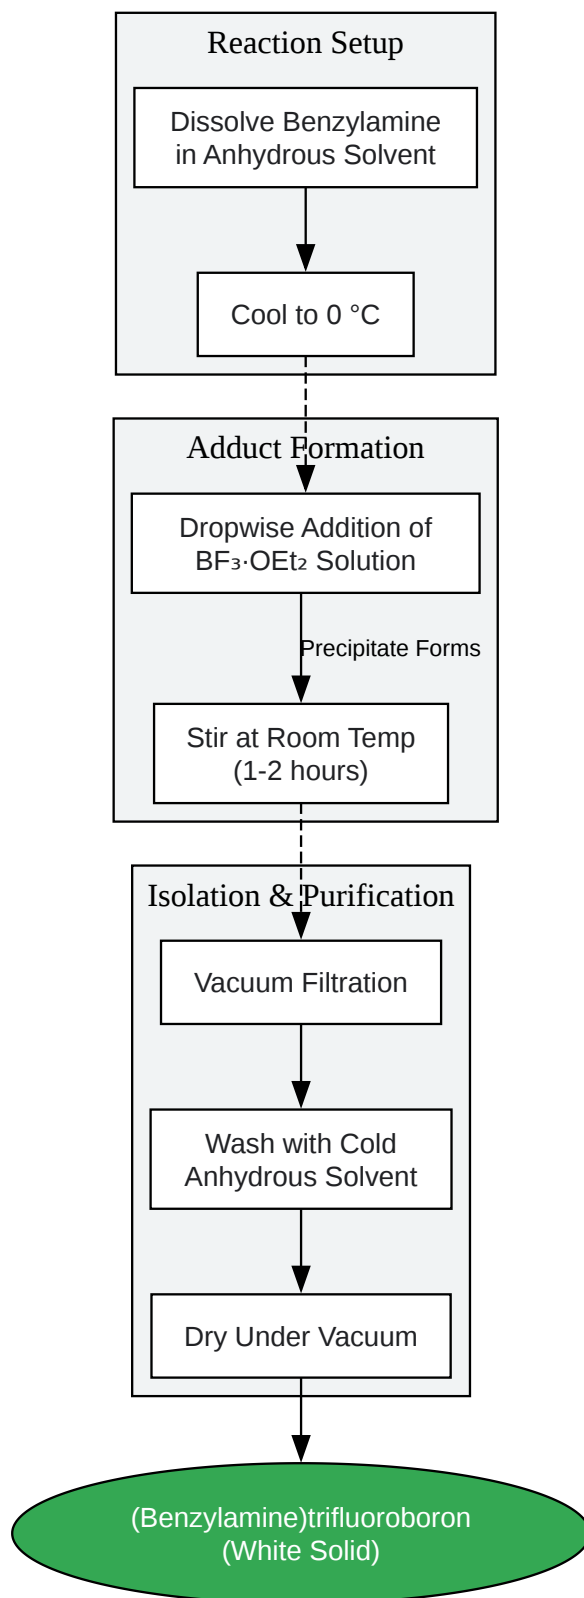 Reaction Setup
Dissolve Benzylamine
in Anhydrous Solvent
Cool to 0 °C
Adduct Formation
Dropwise Addition of
BF₃·OEt₂ Solution
Precipitate Forms
Stir at Room Temp
(1-2 hours)
Isolation & Purification
Vacuum Filtration
Wash with Cold
Anhydrous Solvent
Dry Under Vacuum
(Benzylamine)trifluoroboron
(White Solid)